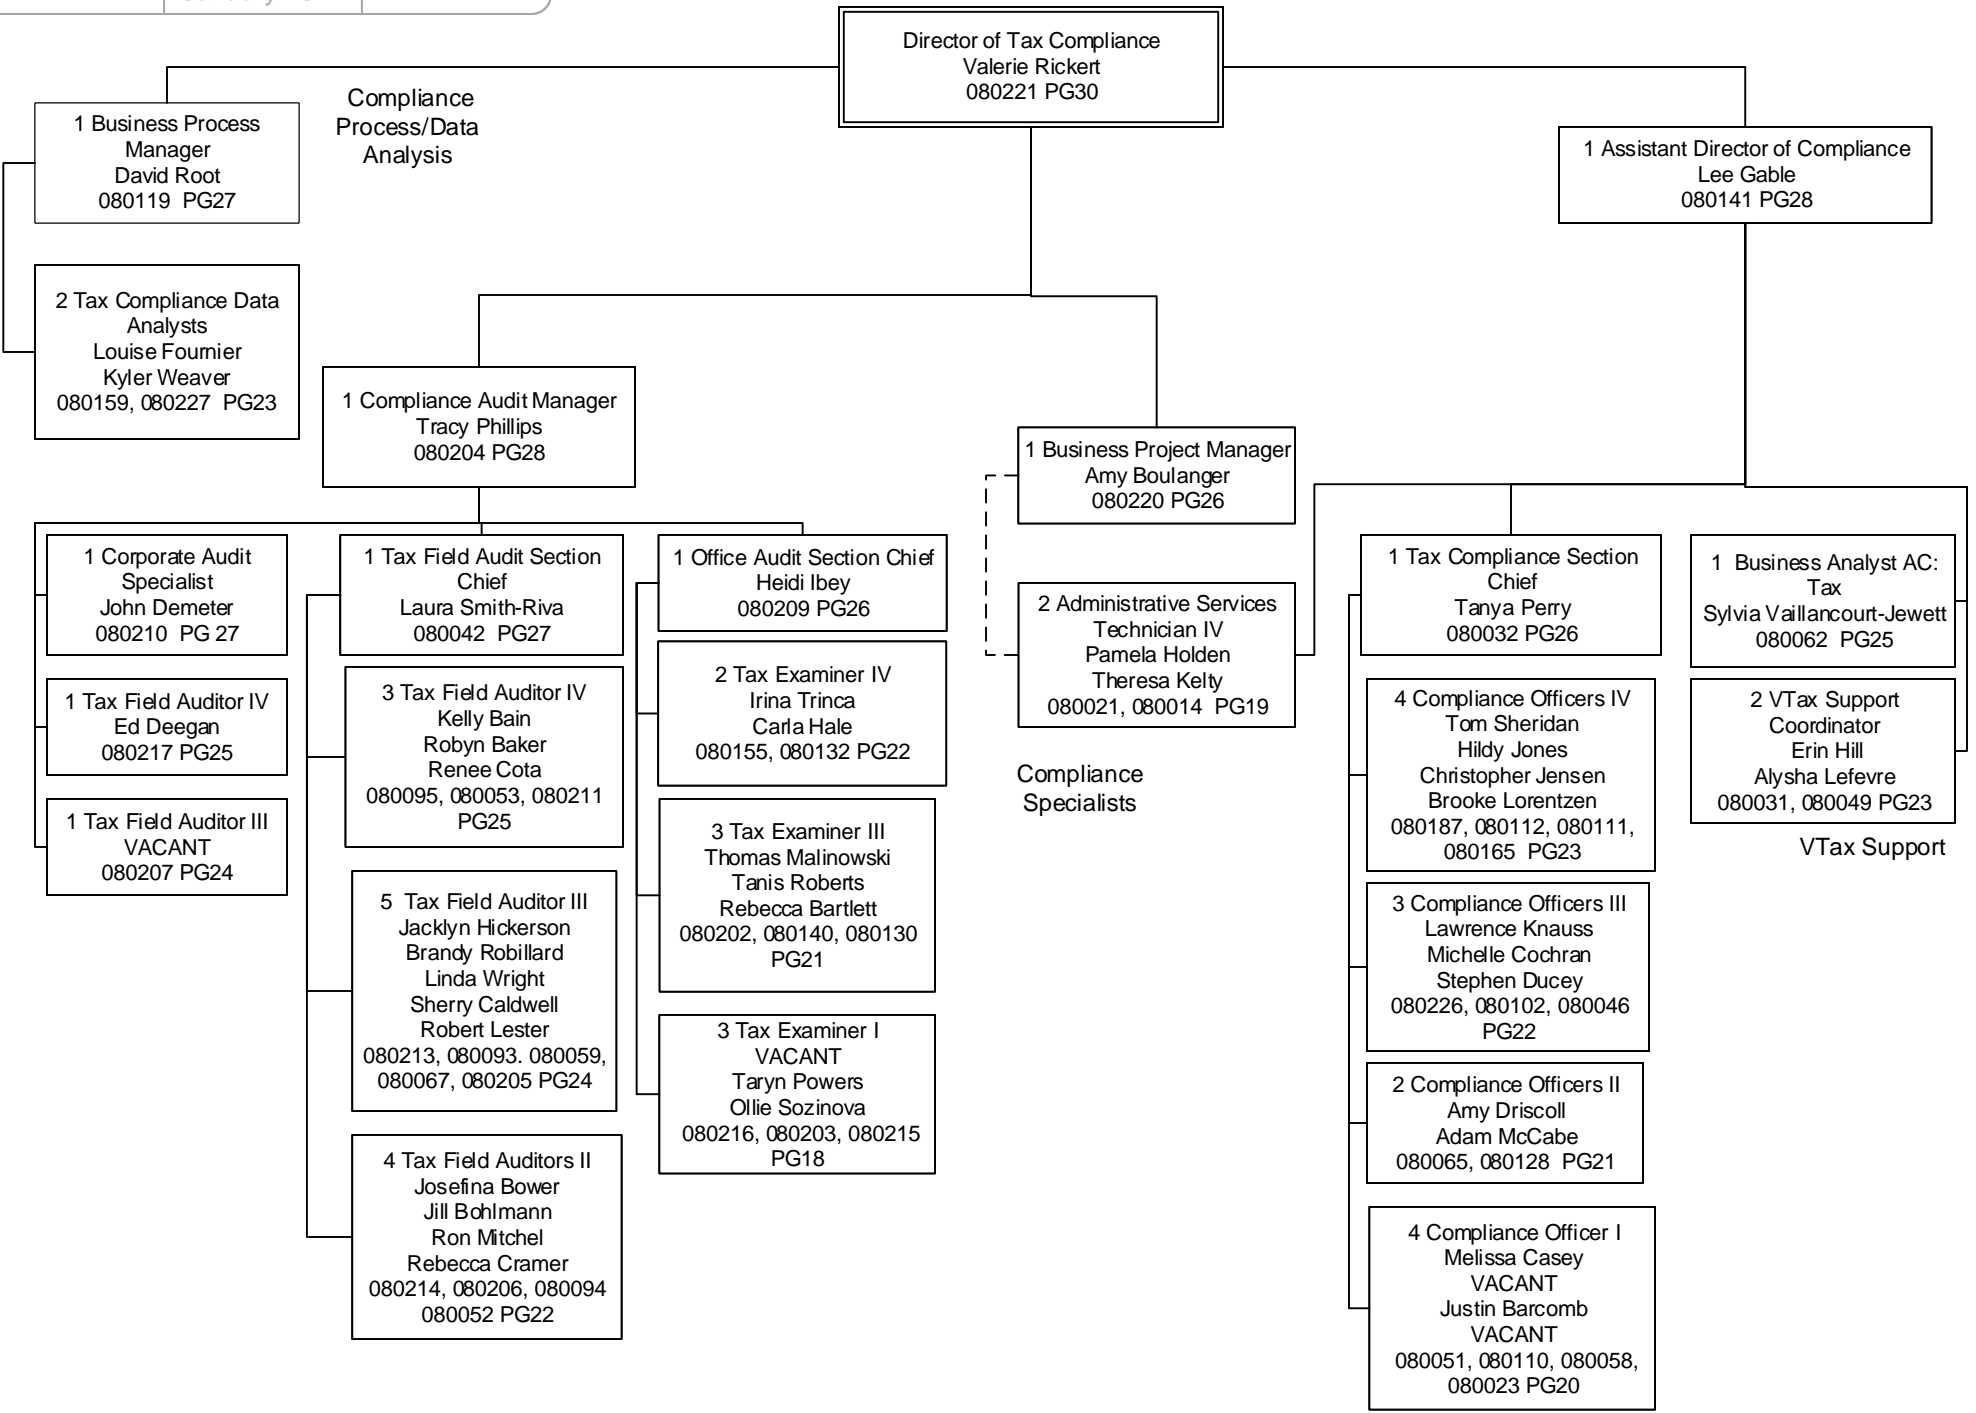 Director of Tax Compliance
Valerie Rickert
080221 PG30
Compliance
Process/Data
Analysis
1 Business Process
Manager
David Root
080119 PG27
1 Assistant Director of Compliance
Lee Gable
080141 PG28
2 Tax Compliance Data
Analysts
Louise Fournier
Kyler Weaver
080159, 080227 PG23
1 Compliance Audit Manager
Tracy Phillips
080204 PG28
1 Business Project Manager
Amy Boulanger
080220 PG26
1 Corporate Audit
Specialist
John Demeter
080210 PG 27
1 Tax Field Auditor IV
Ed Deegan
080217 PG25
1 Tax Field Auditor III
VACANT
080207 PG24
1 Tax Field Audit Section
Chief
Laura Smith-Riva
080042 PG27
3 Tax Field Auditor IV
Kelly Bain
Robyn Baker
Renee Cota
080095, 080053, 080211
PG25
5 Tax Field Auditor III
Jacklyn Hickerson
Brandy Robillard
Linda Wright
Sherry Caldwell
Robert Lester
080213, 080093. 080059,
080067, 080205 PG24
4 Tax Field Auditors II
Josefina Bower
Jill Bohlmann
Ron Mitchel
Rebecca Cramer
080214, 080206, 080094
080052 PG22
1 Office Audit Section Chief
Heidi Ibey
080209 PG26
2 Tax Examiner IV
Irina Trinca
Carla Hale
080155, 080132 PG22
3 Tax Examiner III
Thomas Malinowski
Tanis Roberts
Rebecca Bartlett
080202, 080140, 080130
PG21
3 Tax Examiner I
VACANT
Taryn Powers
Ollie Sozinova
080216, 080203, 080215
PG18
2 Administrative Services
Technician IV
Pamela Holden
Theresa Kelty
080021, 080014 PG19
Compliance
Specialists
1 Tax Compliance Section
Chief
Tanya Perry
080032 PG26
4 Compliance Officers IV
Tom Sheridan
Hildy Jones
Christopher Jensen
Brooke Lorentzen
080187, 080112, 080111,
080165 PG23
3 Compliance Officers III
Lawrence Knauss
Michelle Cochran
Stephen Ducey
080226, 080102, 080046
PG22
2 Compliance Officers II
Amy Driscoll
Adam McCabe
080065, 080128 PG21
4 Compliance Officer I
Melissa Casey
VACANT
Justin Barcomb
VACANT
080051, 080110, 080058,
080023 PG20
1 Business Analyst AC:
Tax
Sylvia Vaillancourt-Jewett
080062 PG25
2 VTax Support
Coordinator
Erin Hill
Alysha Lefevre
080031, 080049 PG23
VTax Support